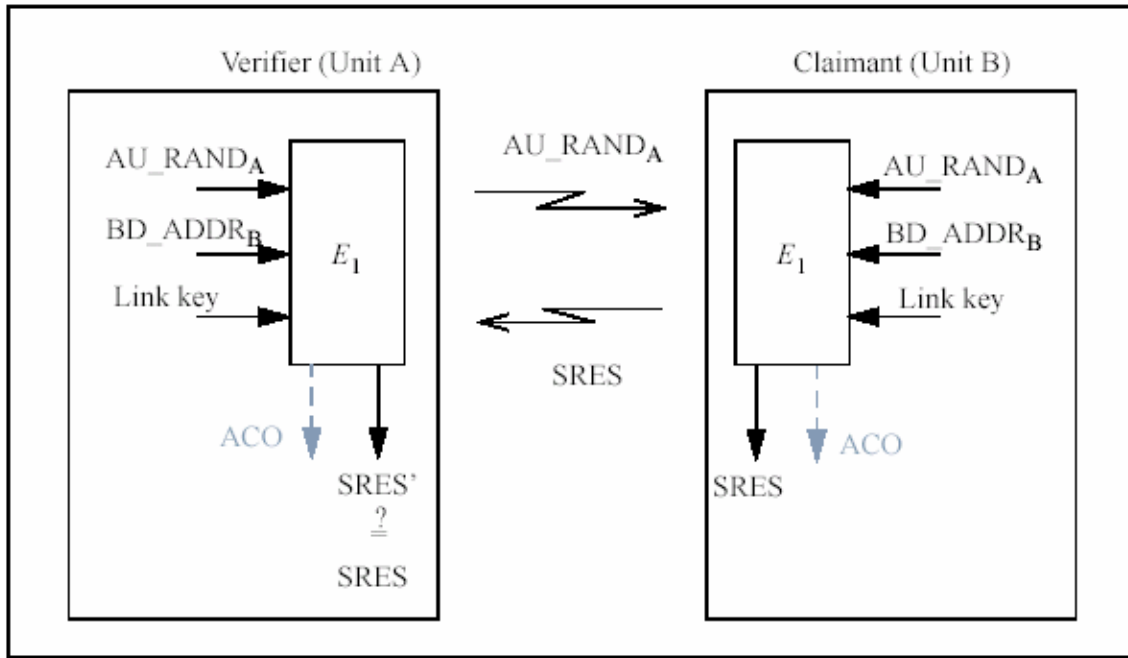 Verifier (Unit A)
Claimant (Unit B)
AU_RANDA
BD_ADDRB
Link key
E1
ACO
SRES’
?
=
SRES
AU_RANDA
SRES
AU_RANDA
BD_ADDRB
Link key
E1
SRES
ACO